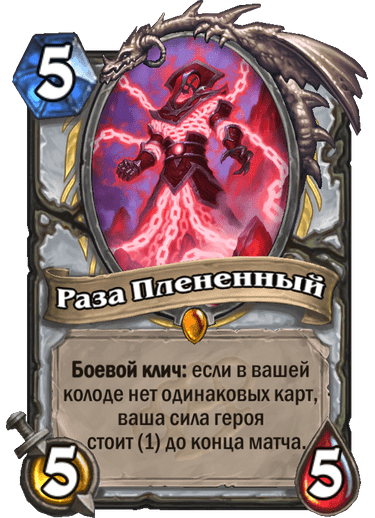 5
Раза Плененный
Боевой клич: если в вашей
колоде нет одинаковых карт,
ваша сила героя
стоит (1) до конца матча.
5
5